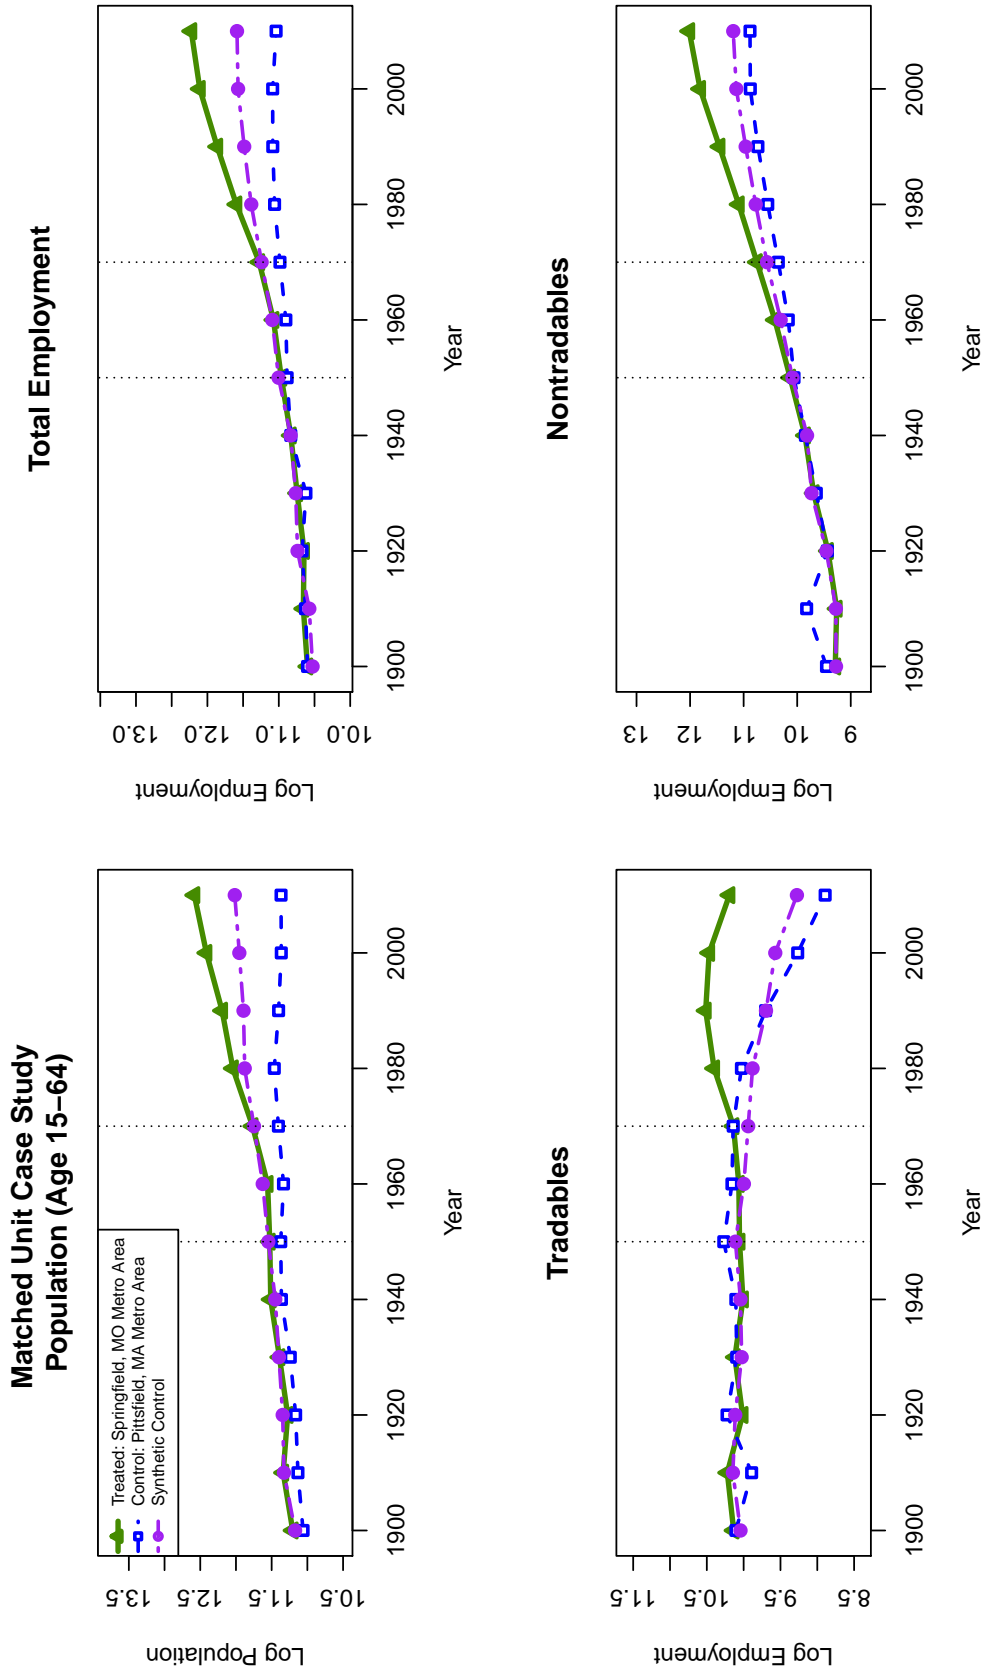 Matched Unit Case Study
Population (Age 15−64)
Treated: Springfield, MO Metro Area
Control: Pittsfield, MA Metro Area
Synthetic Control
Log Population
10.5 11.5 12.5 13.5
1900 1920 1940 1960 1980 2000
Year
Total Employment
Log Employment
10.0 11.0 12.0 13.0
1900 1920 1940 1960 1980 2000
Year
Tradables
Log Employment
8.5 9.5 10.5 11.5
1900 1920 1940 1960 1980 2000
Year
Nontradables
Log Employment
9 10 11 12 13
1900 1920 1940 1960 1980 2000
Year